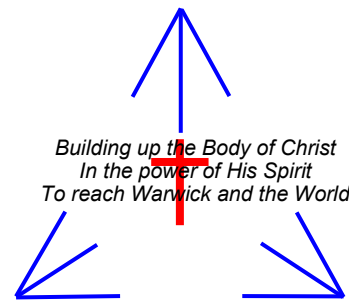 Building up the Body of Christ
In the power of His Spirit
To reach Warwick and the World